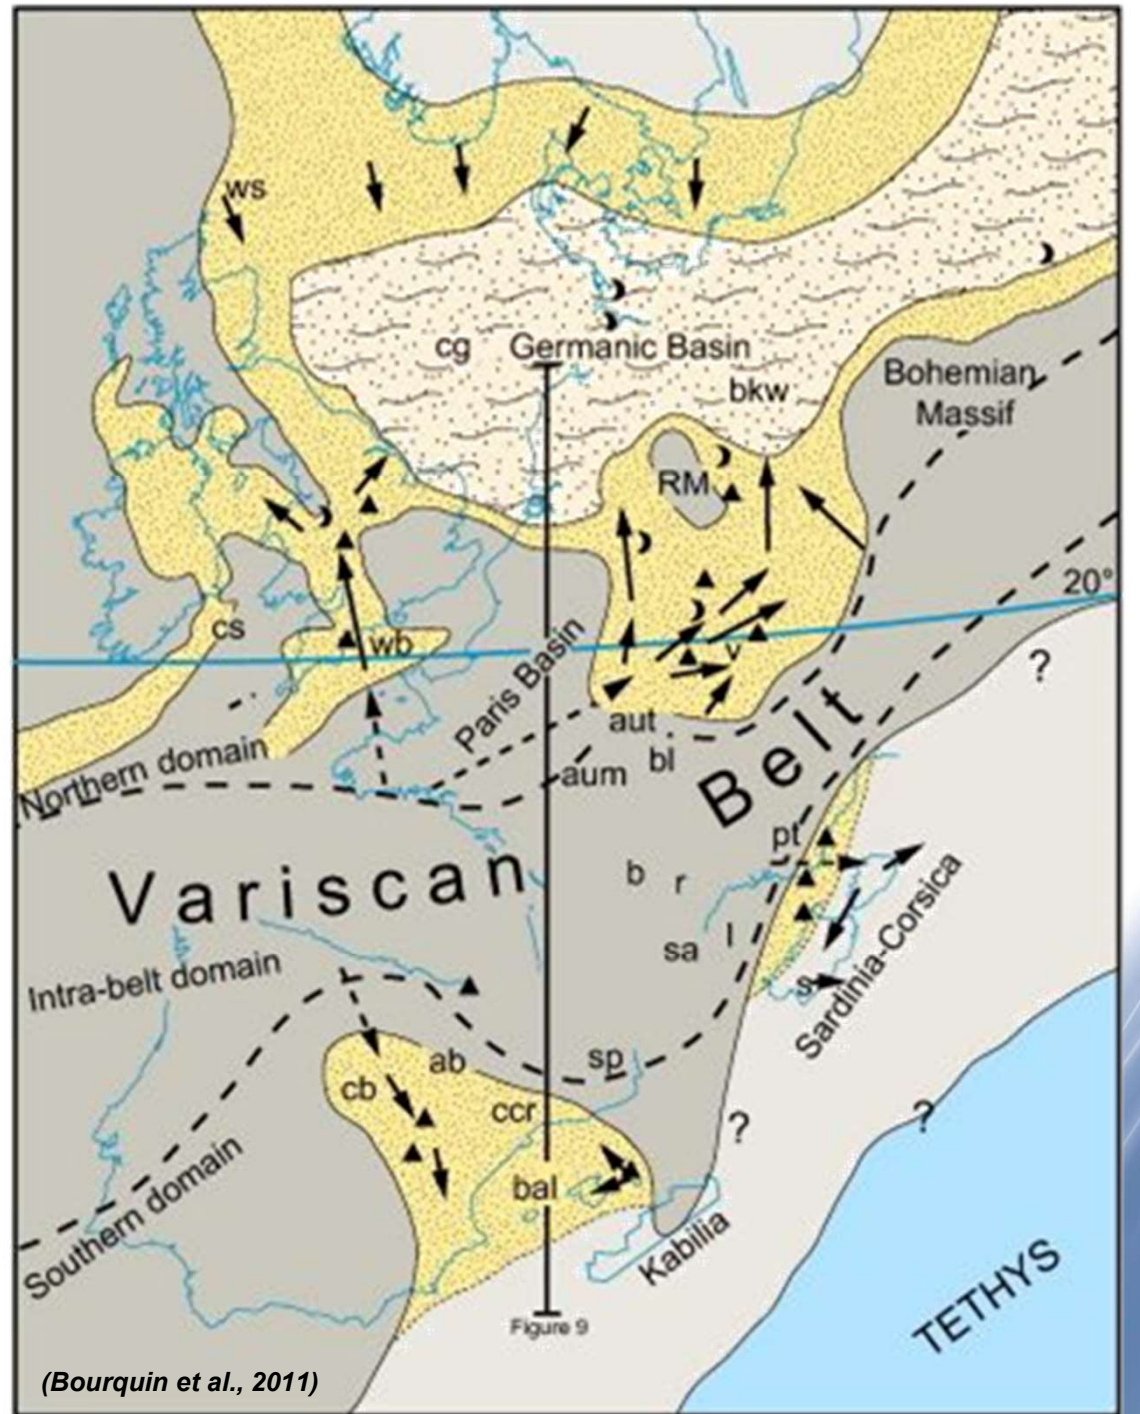 ws
cg
Germanic Basin
bkw
Bohemian
Massif
RM
20°
cs
wb
v
?
Paris Basin
aut
bl
aum
Northern domain
Belt
pt
Variscan
b
r
sa
l
s
Sardinia-Corsica
Intra-belt domain
sp
ab
cb
ccr
?
?
Southern domain
bal
Kabilia
TETHYS
Figure 9
(Bourquin et al., 2011)